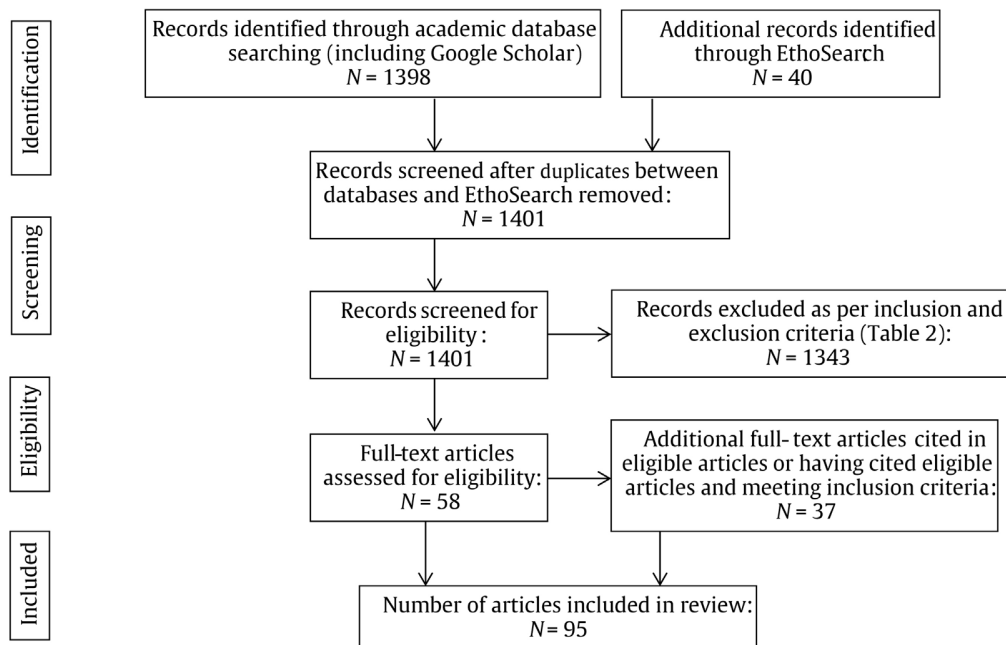 Identification
Records identified through academic database
searching (including Google Scholar)
N = 1398
Additional records identified
through EthoSearch
N = 40
Records screened after duplicates between
databases and EthoSearch removed:
N = 1401
Screening
Records screened for
eligibility:
N = 1401
Records excluded as per inclusion and
exclusion criteria (Table 2):
N = 1343
Eligibility
Full-text articles
assessed for eligibility:
N = 58
Additional full-text articles cited in
eligible articles or having cited eligible
articles and meeting inclusion criteria:
N = 37
Included
Number of articles included in review:
N = 95